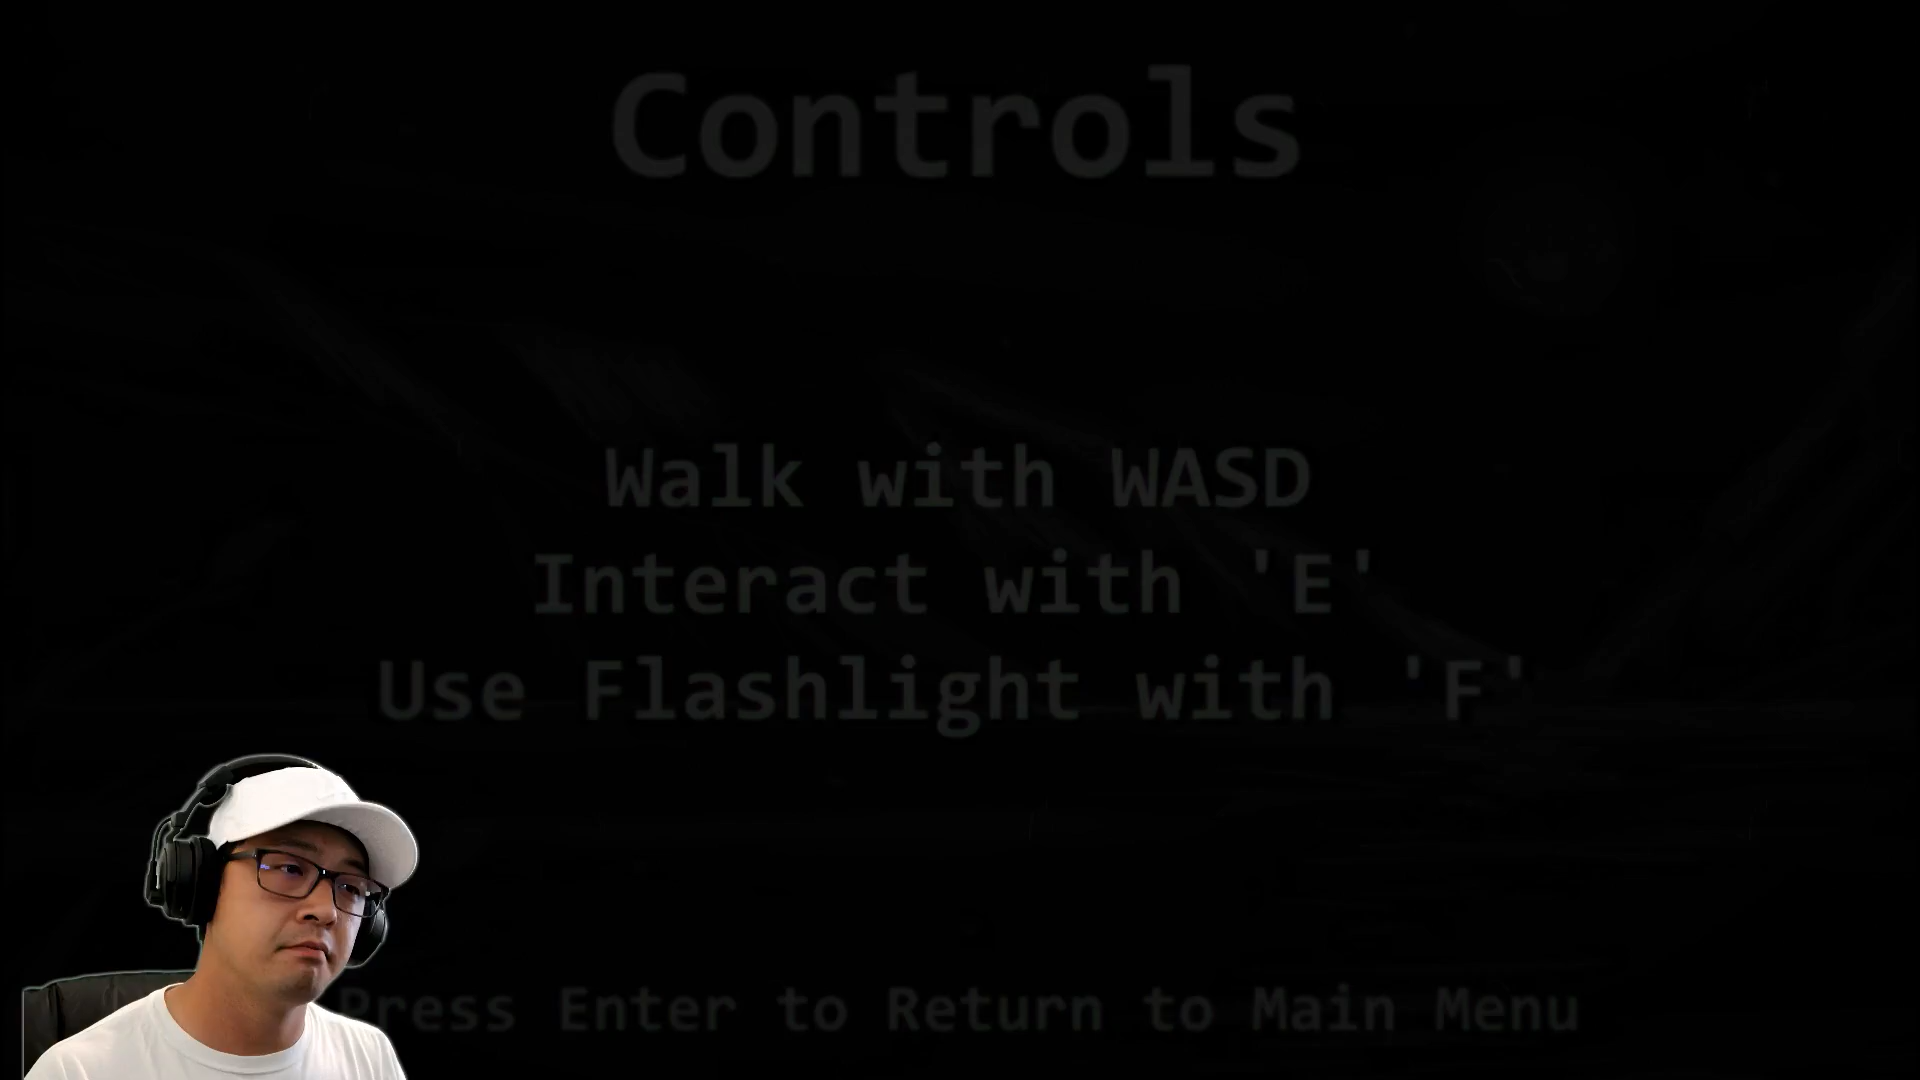 Controls
Walk with WASD
Interact with 'E'
Use Flashlight with 'F'
Press Enter to Return to Main Menu